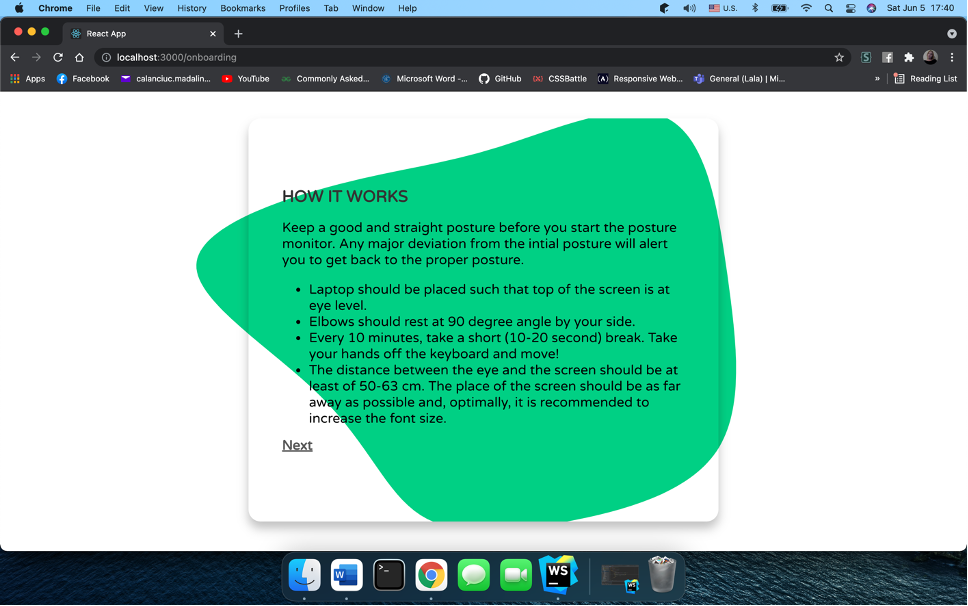 Chrome File Edit View History Bookmarks Profiles Tab Window Help U.S. Sat Jun 5 17:40
React App
localhost:3000/onboarding
Apps Facebook calanciuc.madalin... YouTube Commonly Asked... Microsoft Word –... GitHub CSSBattle Responsive Web... General (Lala) | Mi... » Reading List
HOW IT WORKS
Keep a good and straight posture before you start the posture
monitor. Any major deviation from the intial posture will alert
you to get back to the proper posture.
• Laptop should be placed such that top of the screen is at
eye level.
• Elbows should rest at 90 degree angle by your side.
• Every 10 minutes, take a short (10-20 second) break. Take
your hands off the keyboard and move!
• The distance between the eye and the screen should be at
least of 50-63 cm. The place of the screen should be as far
away as possible and, optimally, it is recommended to
increase the font size.
Next
W
WS